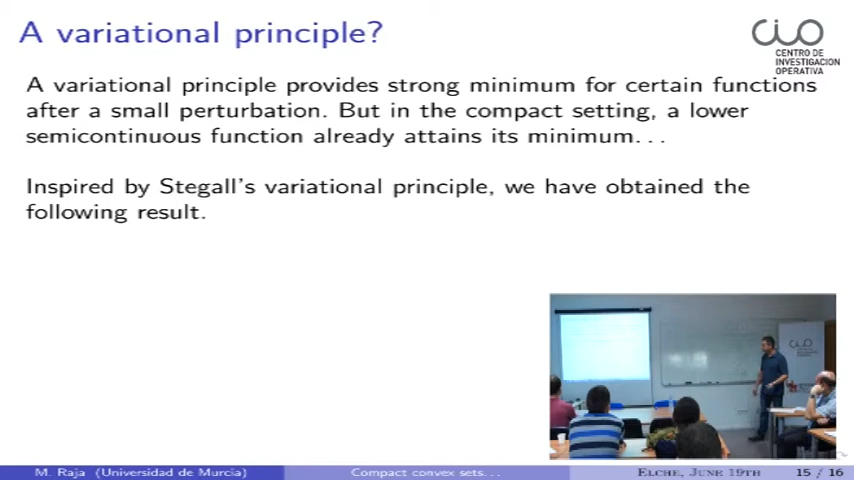 A variational principle?
CIO
CENTRO DE
INVESTIGACION
OPERATIVA
A variational principle provides strong minimum for certain functions
after a small perturbation. But in the compact setting, a lower
semicontinuous function already attains its minimum. . .
Inspired by Stegall's variational principle, we have obtained the
following result.
CIO
M. Raja (Universidad de Murcia)
Compact convex sets. . .
Elche, June 19th
15 / 16